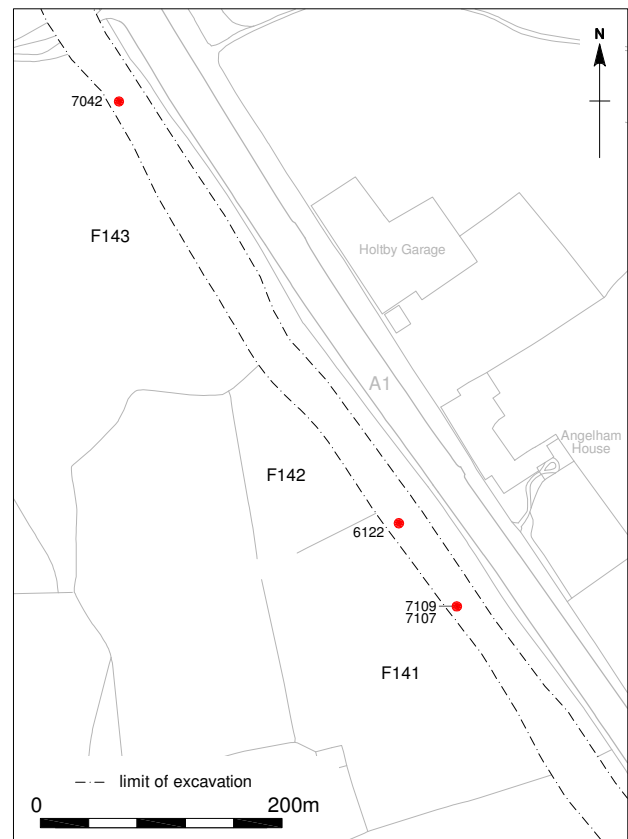 N
7042
F143
Holtby Garage
A1
Angelham
House
F142
6122
7109
7107
F141
limit of excavation
0
200m